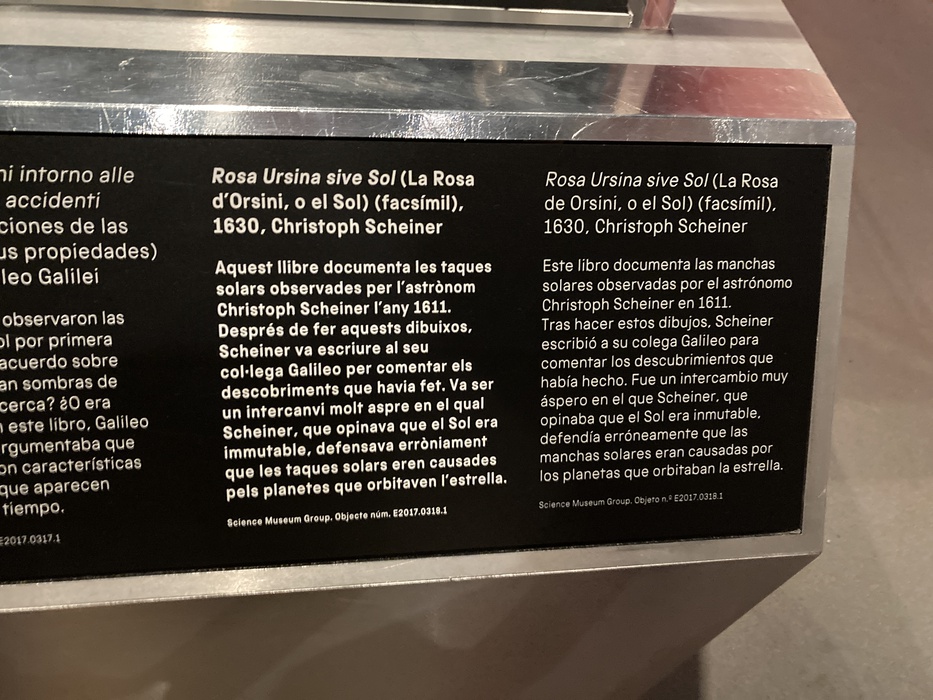 ni intorno alle
accidenti
ciones de las
us propiedades)
leo Galilei
observaron las
ol por primera
acuerdo sobre
an sombras de
cerca? ¿O era
n este libro, Galileo
rgumentaba que
on características
que aparecen
tiempo.
E2017.0317.1
Rosa Ursina sive Sol (La Rosa
d'Orsini, o el Sol) (facsímil),
1630, Christoph Scheiner
Aquest llibre documenta les taques
solars observades per l'astrònom
Christoph Scheiner l'any 1611.
Després de fer aquests dibuixos,
Scheiner va escriure al seu
col·lega Galileo per comentar els
descobriments que havia fet. Va ser
un intercanvi molt aspre en el qual
Scheiner, que opinava que el Sol era
immutable, defensava erròniament
que les taques solars eren causades
pels planetes que orbitaven l'estrella.
Science Museum Group. Objecte núm. E2017.0318.1
Rosa Ursina sive Sol (La Rosa
de Orsini, o el Sol) (facsímil),
1630, Christoph Scheiner
Este libro documenta las manchas
solares observadas por el astrónomo
Christoph Scheiner en 1611.
Tras hacer estos dibujos, Scheiner
escribió a su colega Galileo para
comentar los descubrimientos que
había hecho. Fue un intercambio muy
áspero en el que Scheiner, que
opinaba que el Sol era inmutable,
defendía erróneamente que las
manchas solares eran causadas por
los planetas que orbitaban la estrella.
Science Museum Group. Objeto n.º E2017.0318.1